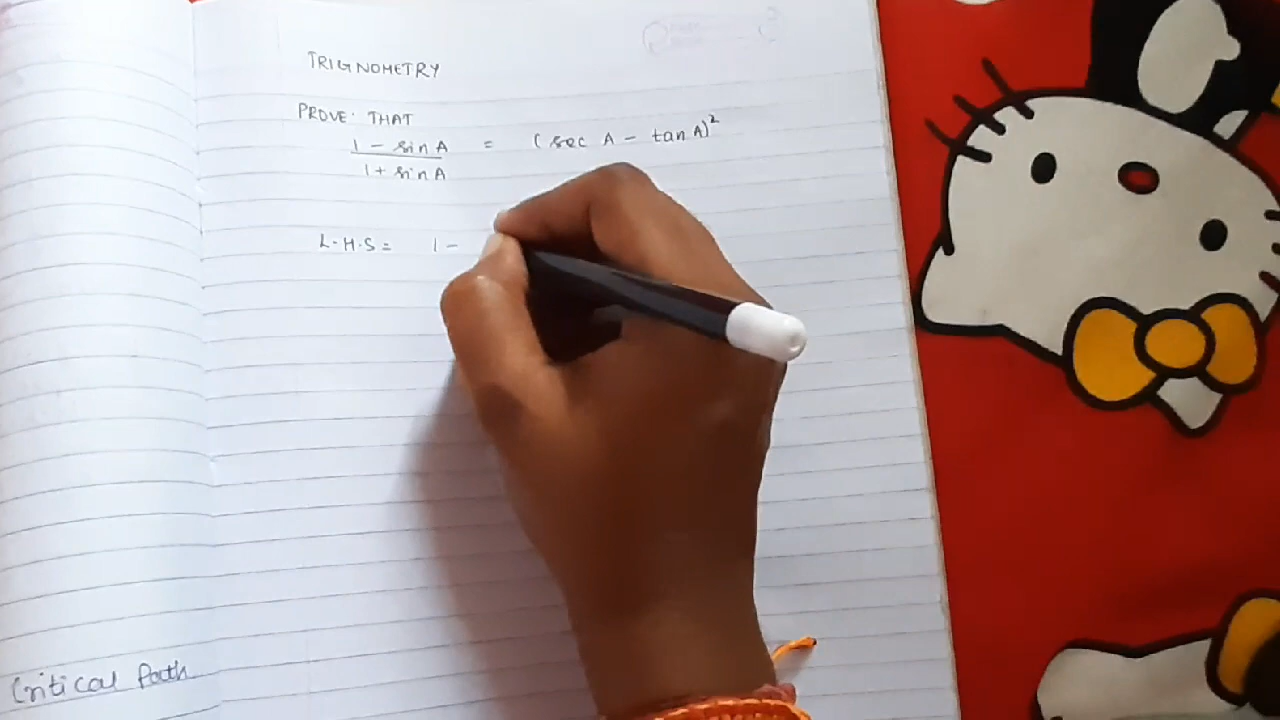 TRIGNOMETRY
PROVE THAT
1 - sin A = (sec A - tan A)²
1 + sin A
L.H.S = 1 -
Critical Path